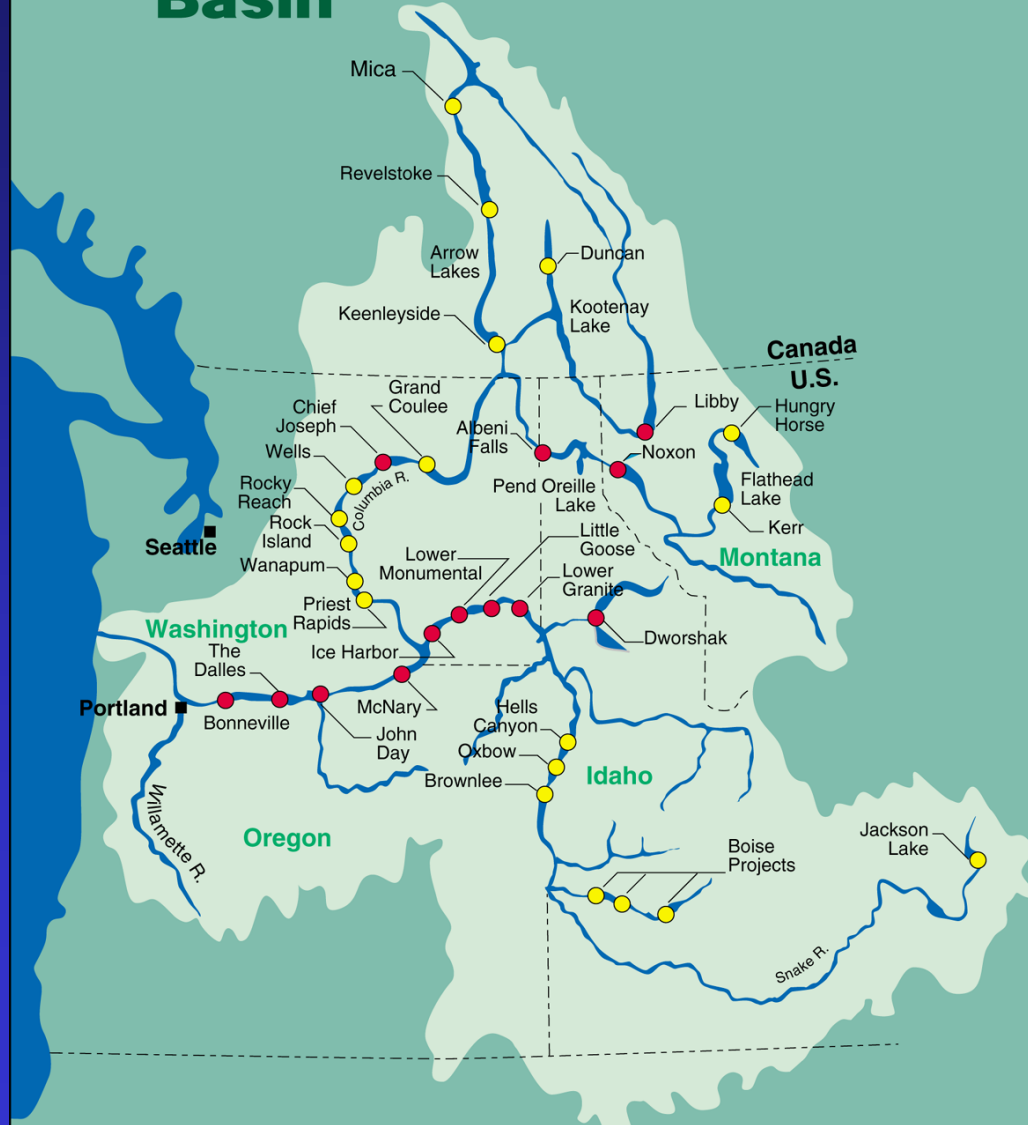 Basin
Mica
Revelstoke
Arrow
Lakes
Duncan
Kootenay
Lake
Keenleyside
Canada
U.S.
Grand
Coulee
Chief
Joseph
Libby
Hungry
Horse
Albeni
Falls
Wells
Noxon
Columbia R.
Rocky
Reach
Pend Oreille
Lake
Flathead
Lake
Rock
Island
Kerr
Seattle
Little
Goose
Lower
Monumental
Montana
Wanapum
Lower
Granite
Priest
Rapids
Washington
Ice Harbor
Dworshak
The
Dalles
Portland
Bonneville
McNary
Hells
Canyon
John
Day
Oxbow
Brownlee
Idaho
Willamette R.
Oregon
Jackson
Lake
Boise
Projects
Snake R.